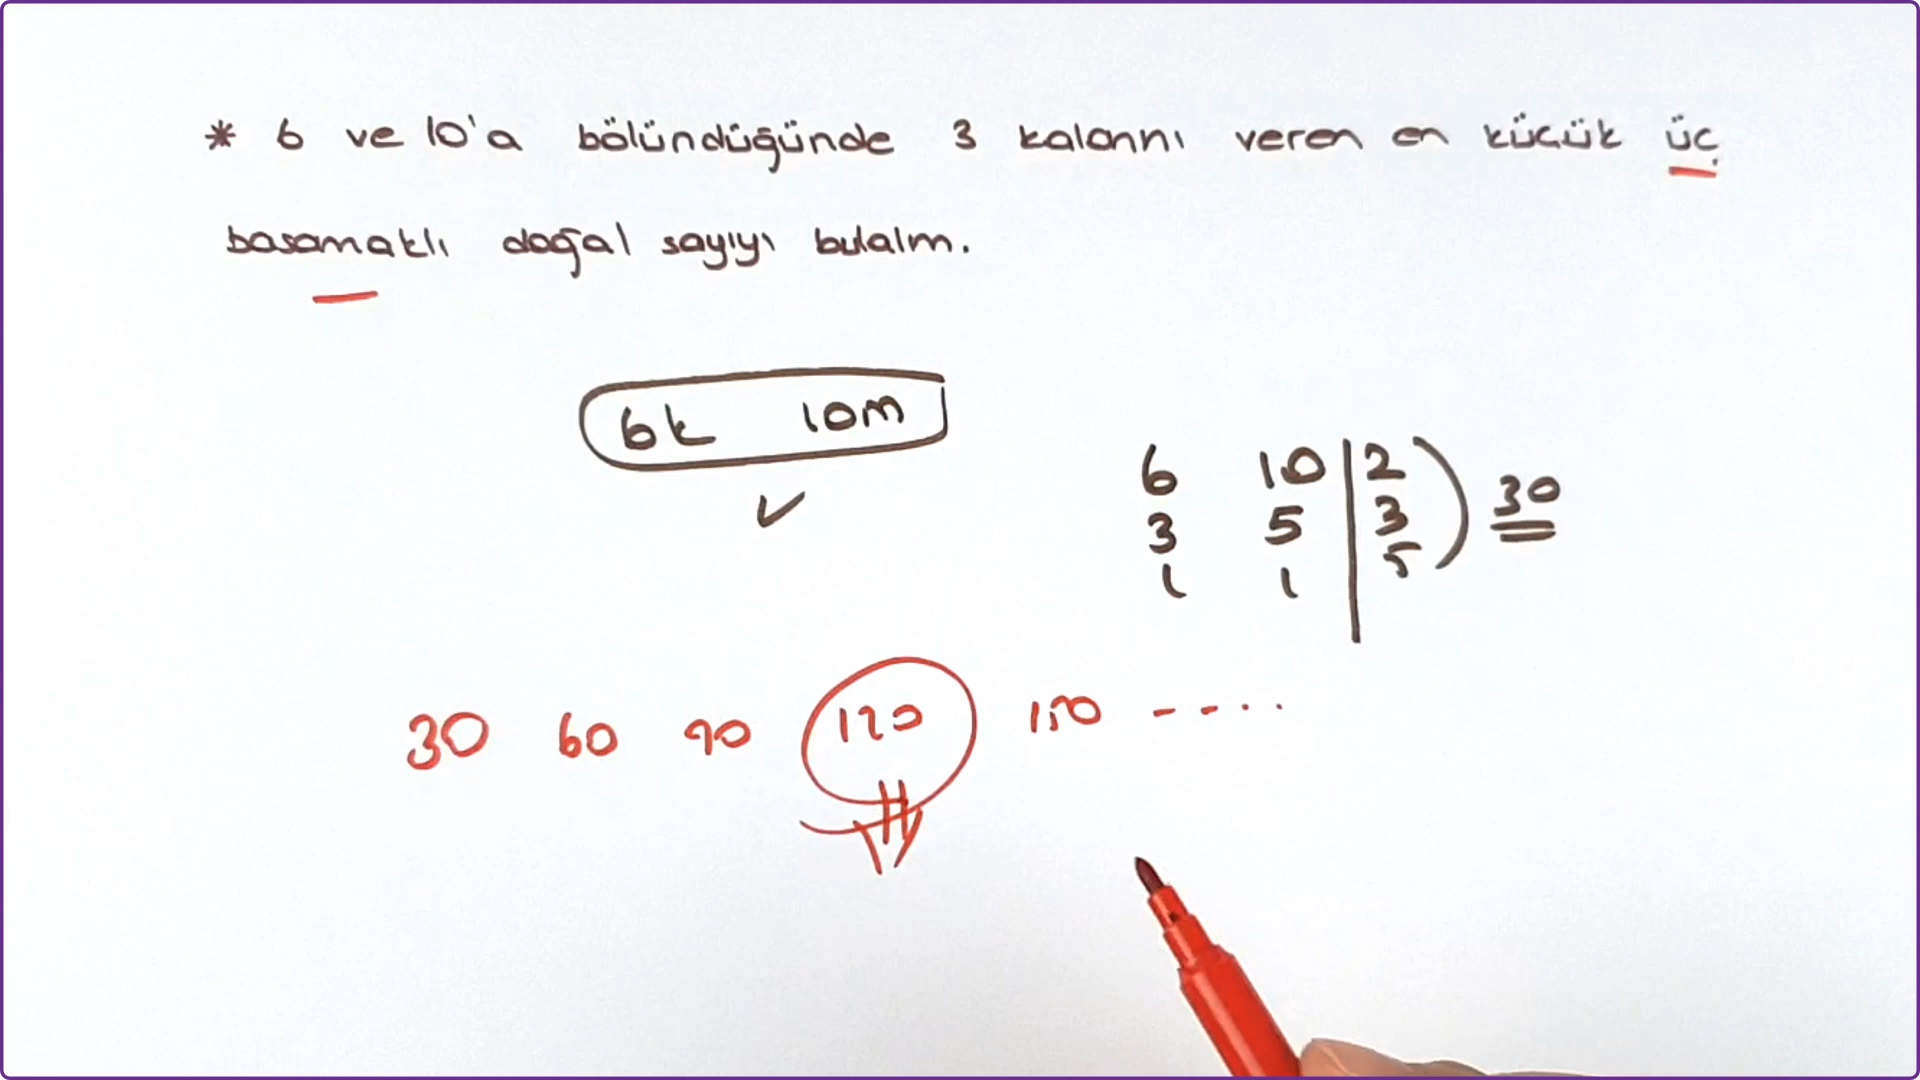 * 6 ve 10'a bölündüğünde 3 kalanını veren en küçük üç
basamaklı doğal sayıyı bulalım.
6k 10m
6 10 2
3 5 3 30
1 1 5
30 60 90 120 150 -----